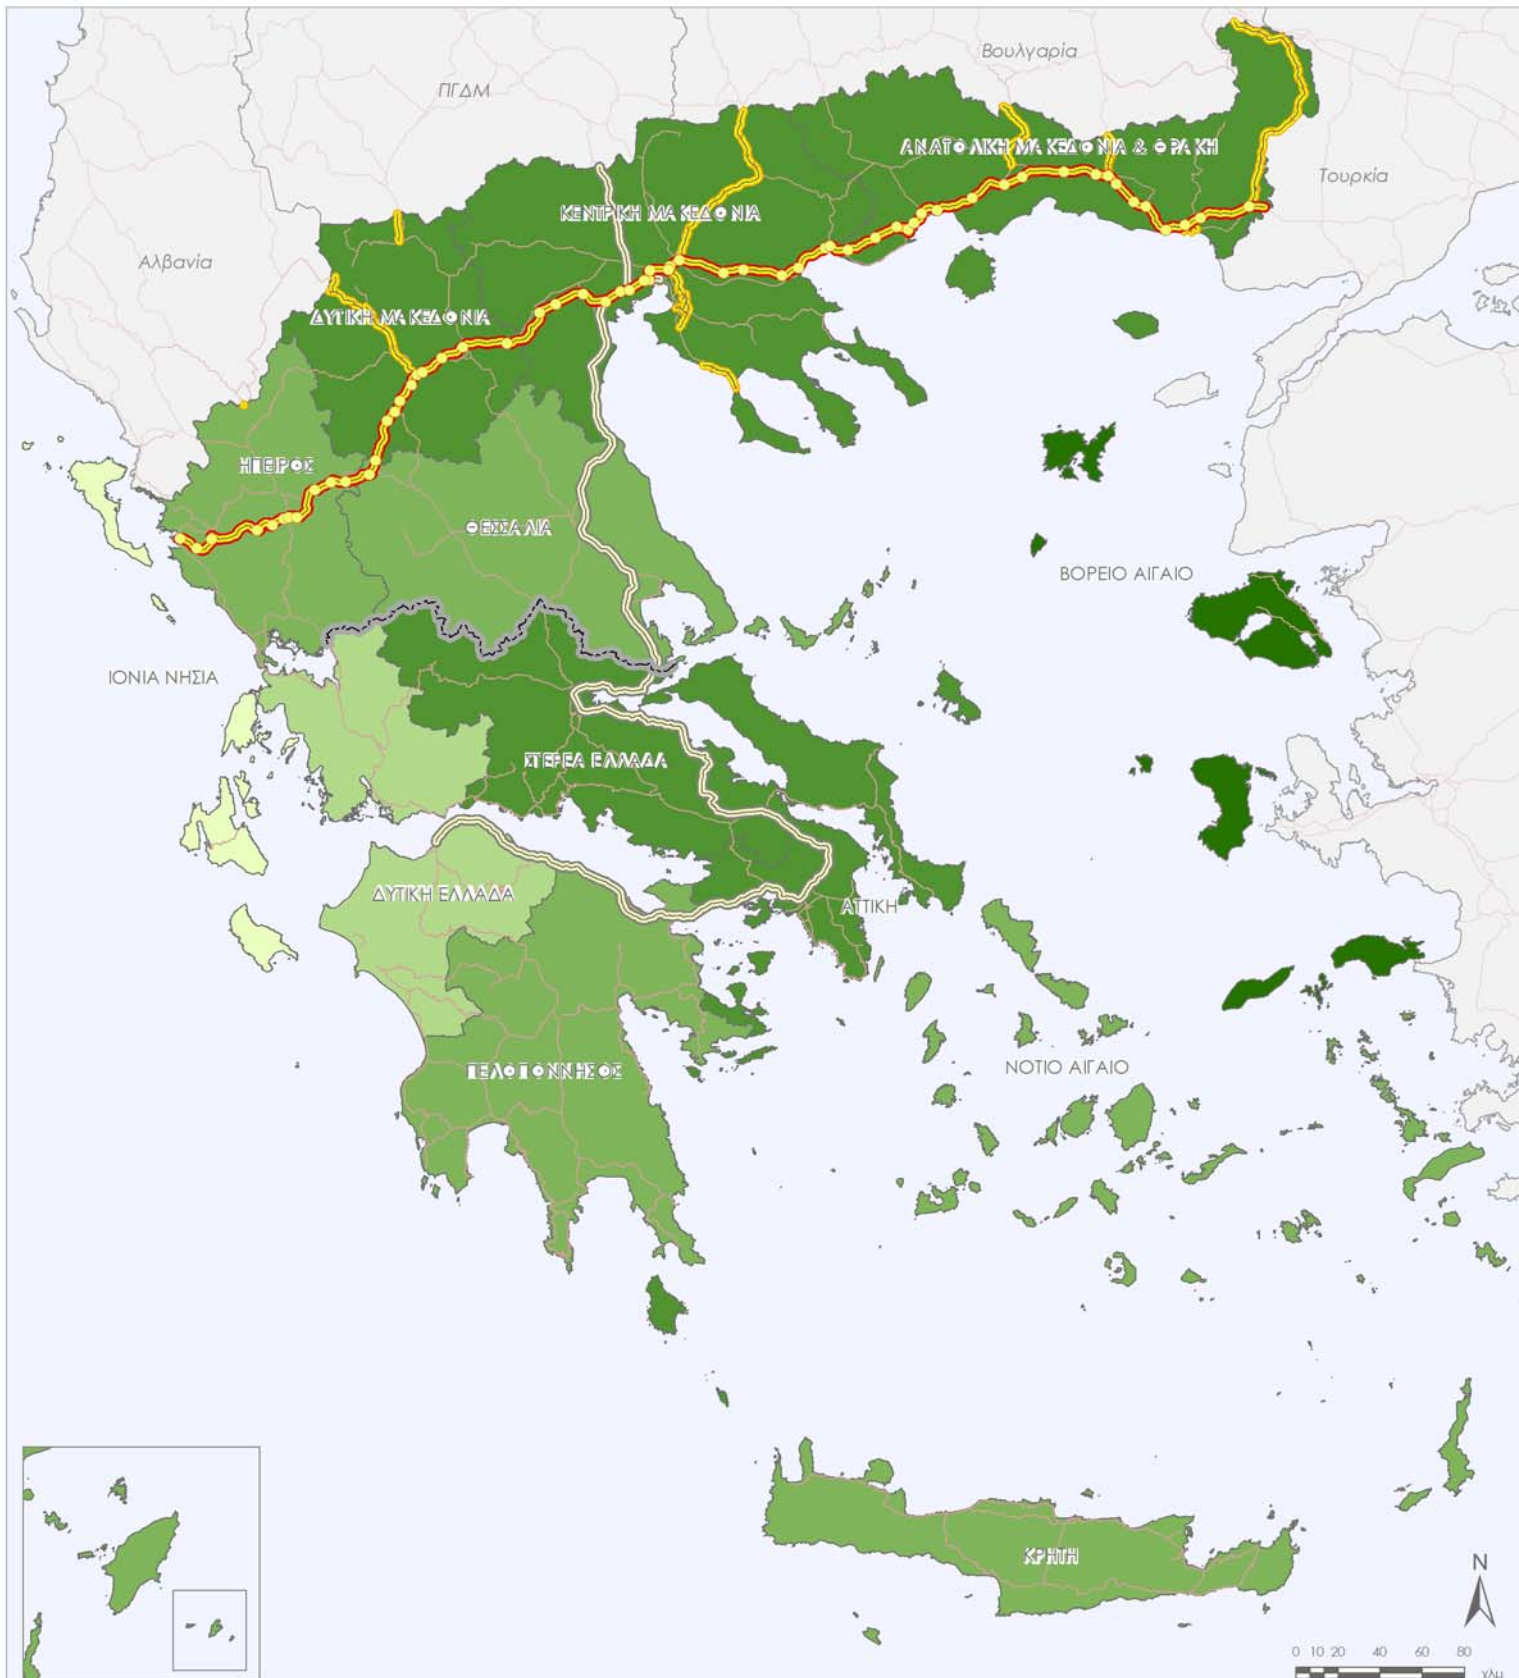 Βουλγαρία
ΠΓΔΜ
ΑΝΑΤΟΛΙΚΗ ΜΑΚΕΔΟΝΙΑ & ΘΡΑΚΗ
Τουρκία
ΚΕΝΤΡΙΚΗ ΜΑΚΕΔΟΝΙΑ
Αλβανία
ΔΥΤΙΚΗ ΜΑΚΕΔΟΝΙΑ
ΗΠΕΙΡΟΣ
ΘΕΣΣΑΛΙΑ
ΒΟΡΕΙΟ ΑΙΓΑΙΟ
ΙΟΝΙΑ ΝΗΣΙΑ
ΣΤΕΡΕΑ ΕΛΛΑΔΑ
ΔΥΤΙΚΗ ΕΛΛΑΔΑ
ΑΤΤΙΚΗ
ΠΕΛΟΠΟΝΝΗΣΟΣ
ΝΟΤΙΟ ΑΙΓΑΙΟ
ΚΡΗΤΗ
N
0 10 20 40 60 80
χλμ